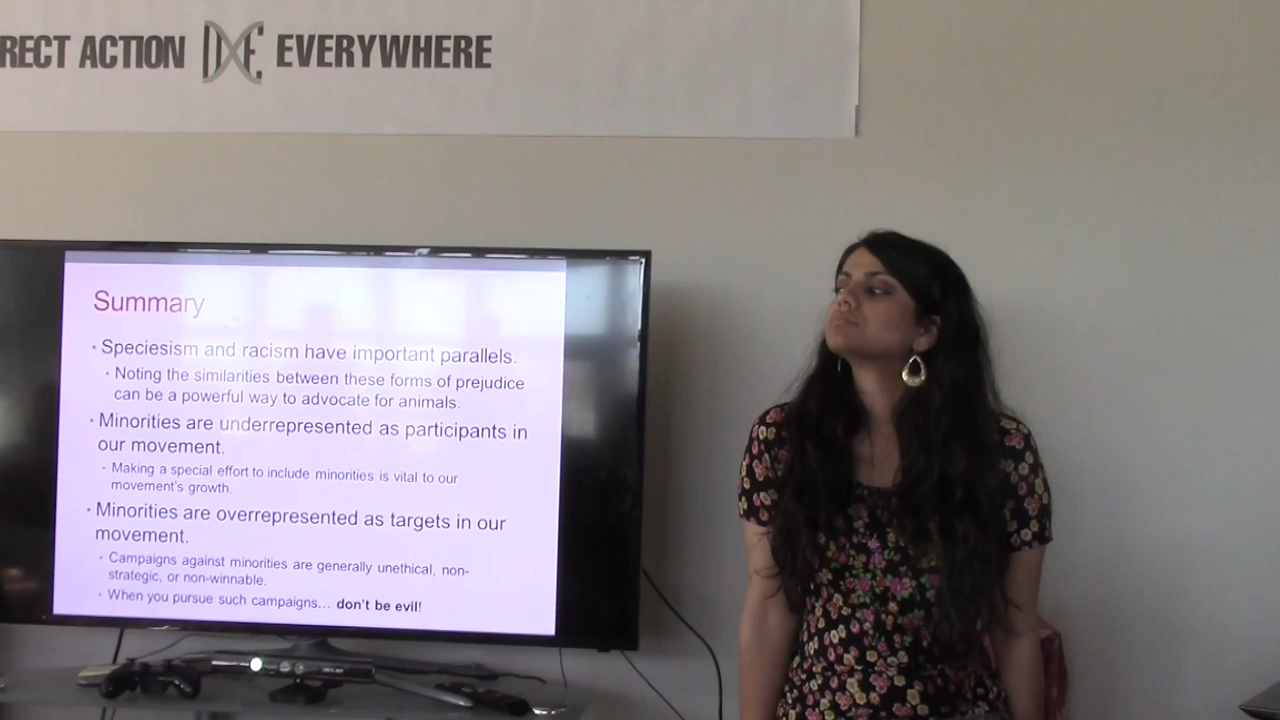 RECT ACTION DXE EVERYWHERE
Summary
• Speciesism and racism have important parallels.
• Noting the similarities between these forms of prejudice
can be a powerful way to advocate for animals.
• Minorities are underrepresented as participants in
our movement.
• Making a special effort to include minorities is vital to our
movement's growth.
• Minorities are overrepresented as targets in our
movement.
• Campaigns against minorities are generally unethical, non-
strategic, or non-winnable.
• When you pursue such campaigns... don't be evil!